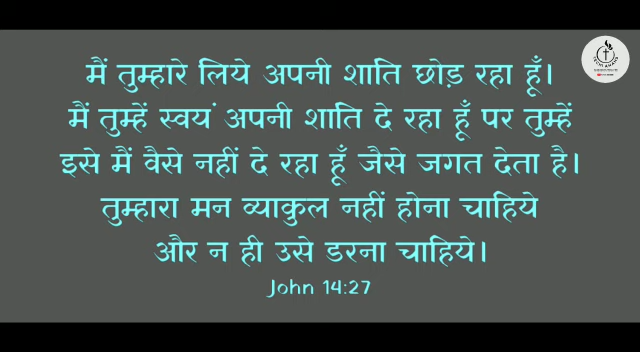 मैं तुम्हारे लिये अपनी शाति छोड़ रहा हूँ।
मैं तुम्हें स्वयं अपनी शाति दे रहा हूँ पर तुम्हें
इसे मैं वैसे नहीं दे रहा हूँ जैसे जगत देता है।
तुम्हारा मन व्याकुल नहीं होना चाहिये
और न ही उसे डरना चाहिये।
John 14:27